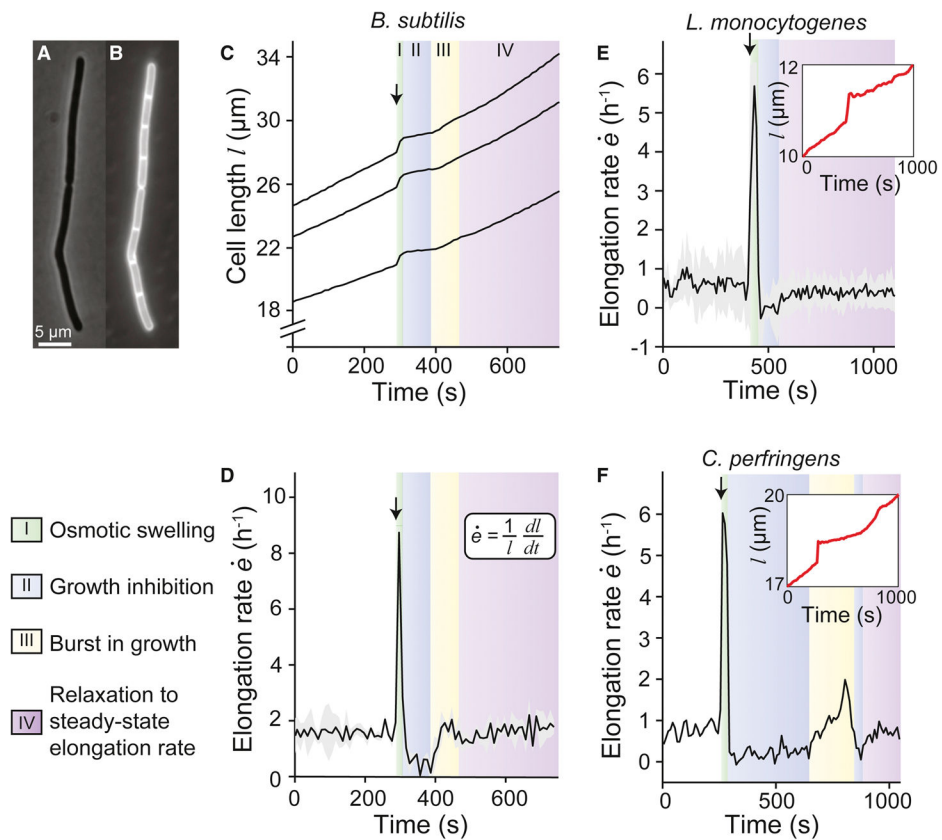 B. subtilis
L. monocytogenes
A
B
5 µm
C
I
II
III
IV
Cell length l (µm)
34
30
26
22
18
0
200
400
600
Time (s)
E
Elongation rate ė (h⁻¹)
6
5
4
3
2
1
0
-1
0
500
1000
Time (s)
l (µm)
12
10
0
1000
Time (s)
I Osmotic swelling
II Growth inhibition
III Burst in growth
IV Relaxation to
steady-state
elongation rate
D
Elongation rate ė (h⁻¹)
10
8
6
4
2
0
0
200
400
600
Time (s)
ė = 1/l dl/dt
C. perfringens
F
Elongation rate ė (h⁻¹)
6
5
4
3
2
1
0
0
500
1000
Time (s)
l (µm)
20
17
0
1000
Time (s)